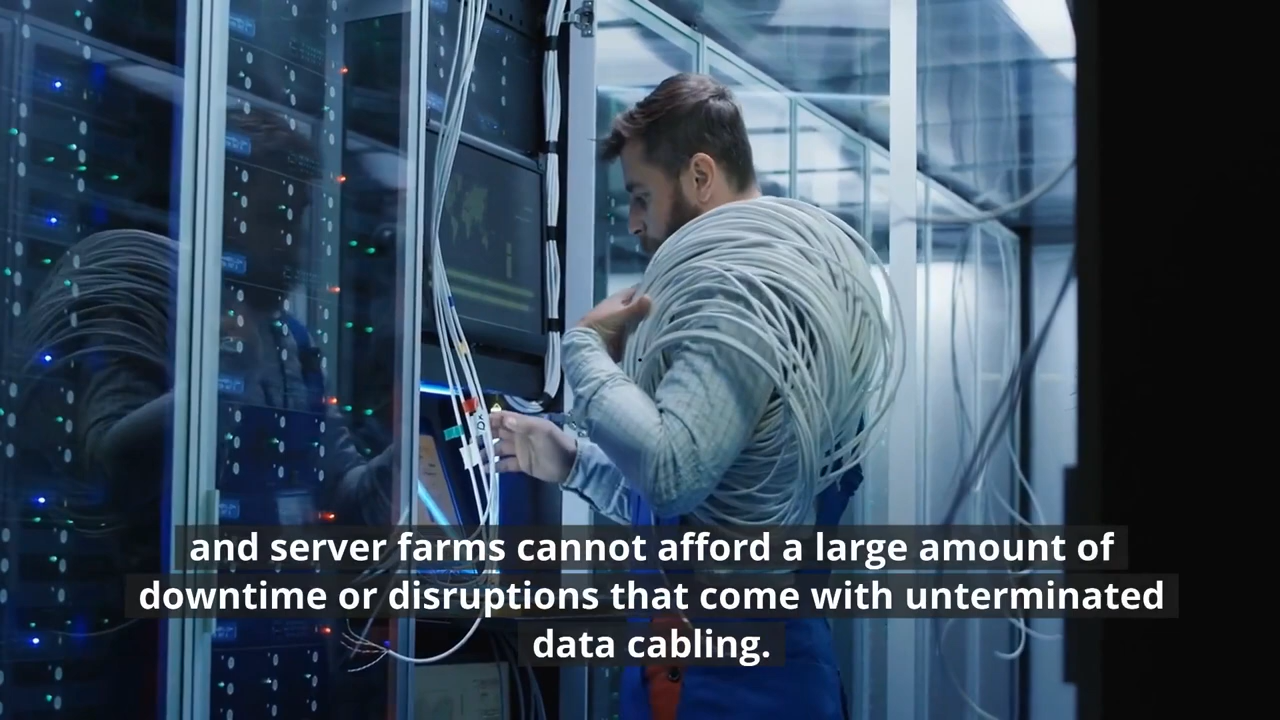 and server farms cannot afford a large amount of
downtime or disruptions that come with unterminated
data cabling.